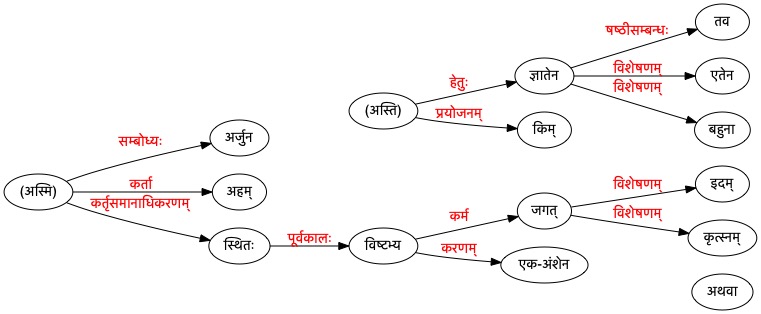 तव
षष्ठीसम्बन्धः
ज्ञातेन
विशेषणम्
एतेन
हेतुः
विशेषणम्
(अस्ति)
प्रयोजनम्
किम्
बहुना
सम्बोध्यः
अर्जुन
(अस्मि)
कर्ता
अहम्
कर्तृसमानाधिकरणम्
विशेषणम्
इदम्
कर्म
जगत्
विशेषणम्
कृत्स्नम्
स्थितः
पूर्वकालः
विष्टभ्य
करणम्
एक-अंशेन
अथवा